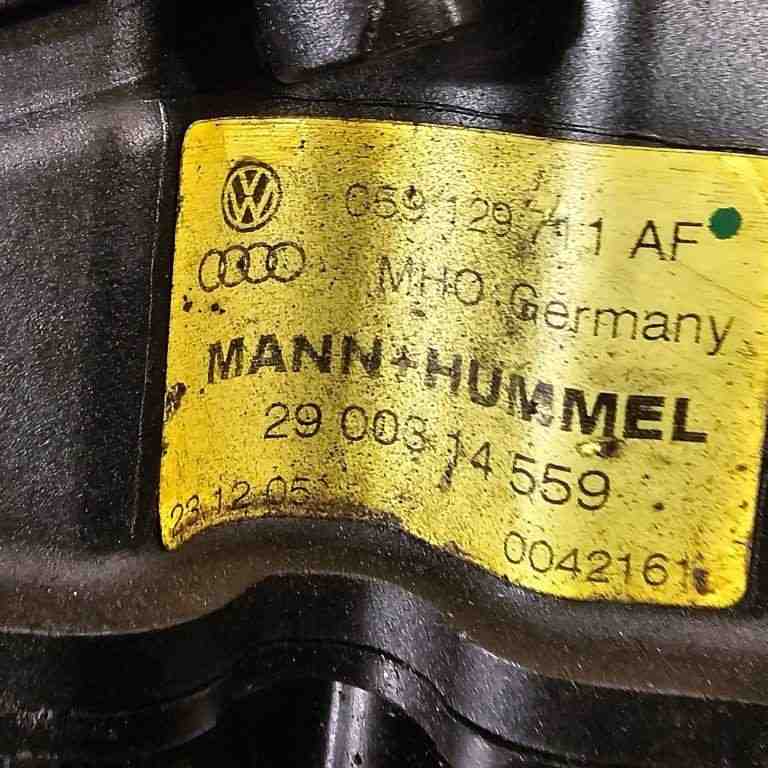 059 129 711 AF
MHO Germany
MANN+HUMMEL
29 003 14 559
23 12 05
0042161